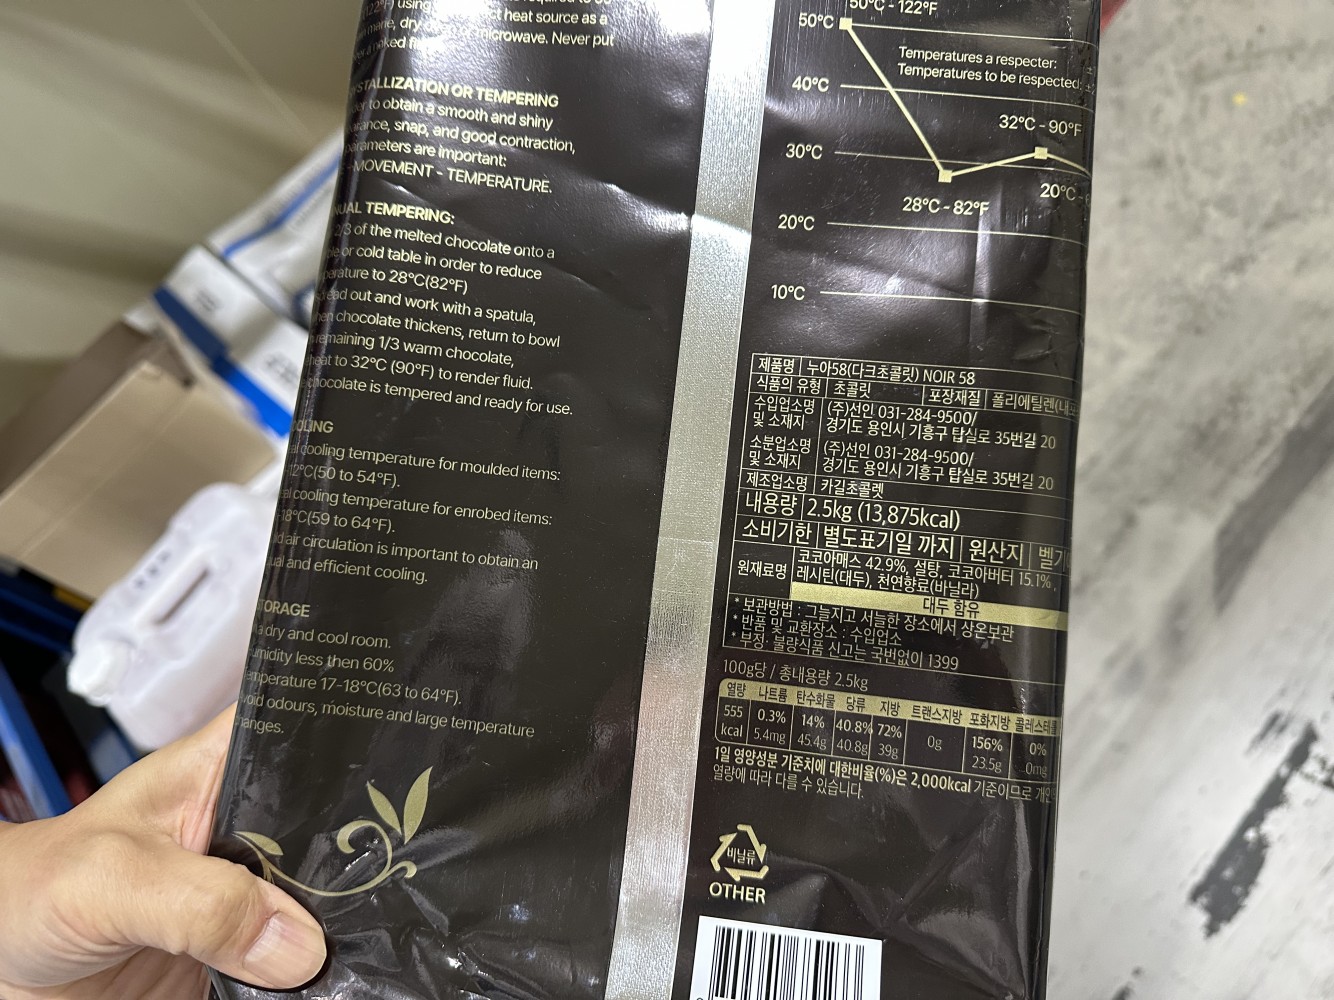 122°F) using
heat source as a
dry microwave. Never put
naked
CRYSTALLIZATION OR TEMPERING
to obtain a smooth and shiny
snap, and good contraction,
parameters are important:
-MOVEMENT - TEMPERATURE.
TEMPERING:
2/3 of the melted chocolate onto a
or cold table in order to reduce
to 28°C(82°F)
out and work with a spatula,
chocolate thickens, return to bowl
remaining 1/3 warm chocolate,
heat to 32°C (90°F) to render fluid.
chocolate is tempered and ready for use.
cooling temperature for moulded items:
12°C(50 to 54°F).
cooling temperature for enrobed items:
18°C(59 to 64°F).
air circulation is important to obtain an
and efficient cooling.
STORAGE
a dry and cool room.
humidity less then 60%
temperature 17-18°C(63 to 64°F).
void odours, moisture and large temperature
50°C - 122°F
50°C
Temperatures a respecter:
Temperatures to be respected:
40°C
32°C - 90°F
30°C
20°C -
28°C - 82°F
20°C
10°C
제품명 누아58(다크초콜릿) NOIR 58
식품의 유형 초콜릿 포장재질 폴리에틸렌(내포
수입업소명 및 소재지 (주)선인 031-284-9500/
경기도 용인시 기흥구 탑실로 35번길 20
소분업소명 및 소재지 (주)선인 031-284-9500/
경기도 용인시 기흥구 탑실로 35번길 20
제조업소명 카길초콜렛
내용량 2.5kg (13,875kcal)
소비기한 별도표기일 까지 원산지 벨기
원재료명 코코아매스 42.9%, 설탕, 코코아버터 15.1%,
레시틴(대두), 천연향료(바닐라)
대두 함유
* 보관방법 : 그늘지고 서늘한 장소에서 상온보관
* 반품 및 교환장소 : 수입업소
* 부정·불량식품 신고는 국번없이 1399
100g당 / 총내용량 2.5kg
열량 나트륨 탄수화물 당류 지방 트랜스지방 포화지방 콜레스테롤
555 0.3% 14% 40.8% 72% 0g 156% 0%
kcal 5.4mg 45.4g 40.8g 39g 23.5g 0mg
1일 영양성분 기준치에 대한비율(%)은 2,000kcal 기준이므로 개인
열량에 따라 다를 수 있습니다.
비닐류
OTHER